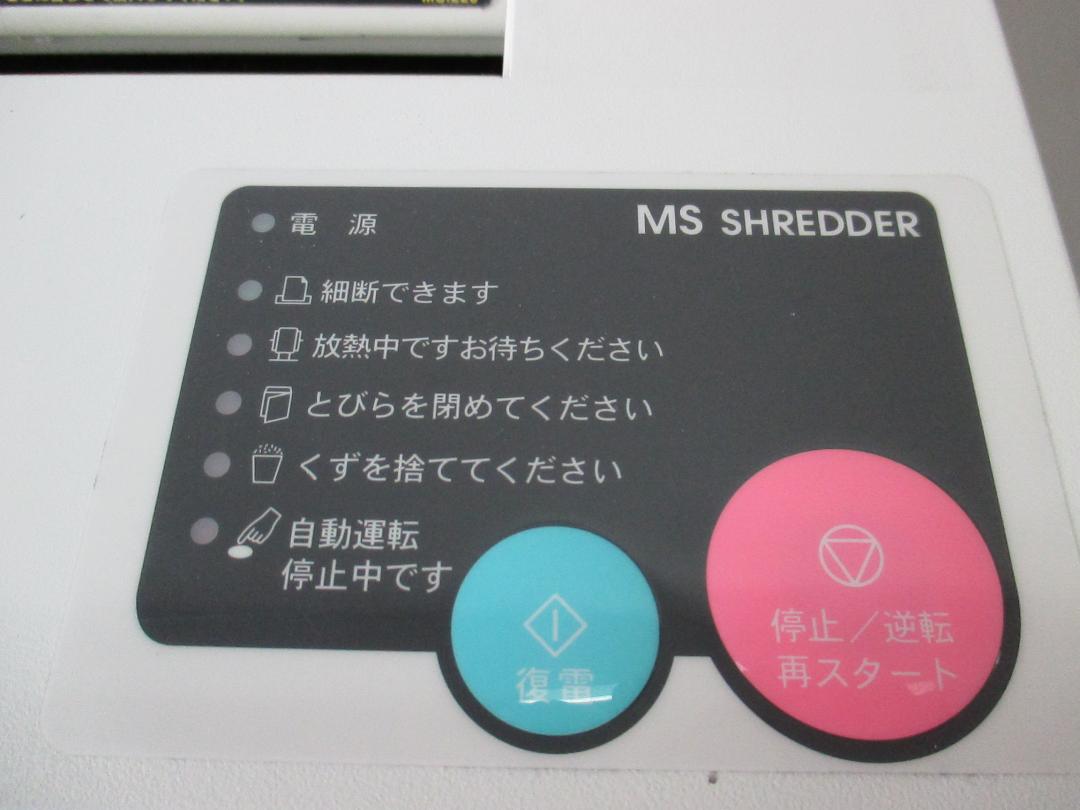 電 源
MS SHREDDER
細断できます
放熱中ですお待ちください
とびらを閉めてください
くずを捨ててください
自動運転
停止中です
復電
停止／逆転
再スタート